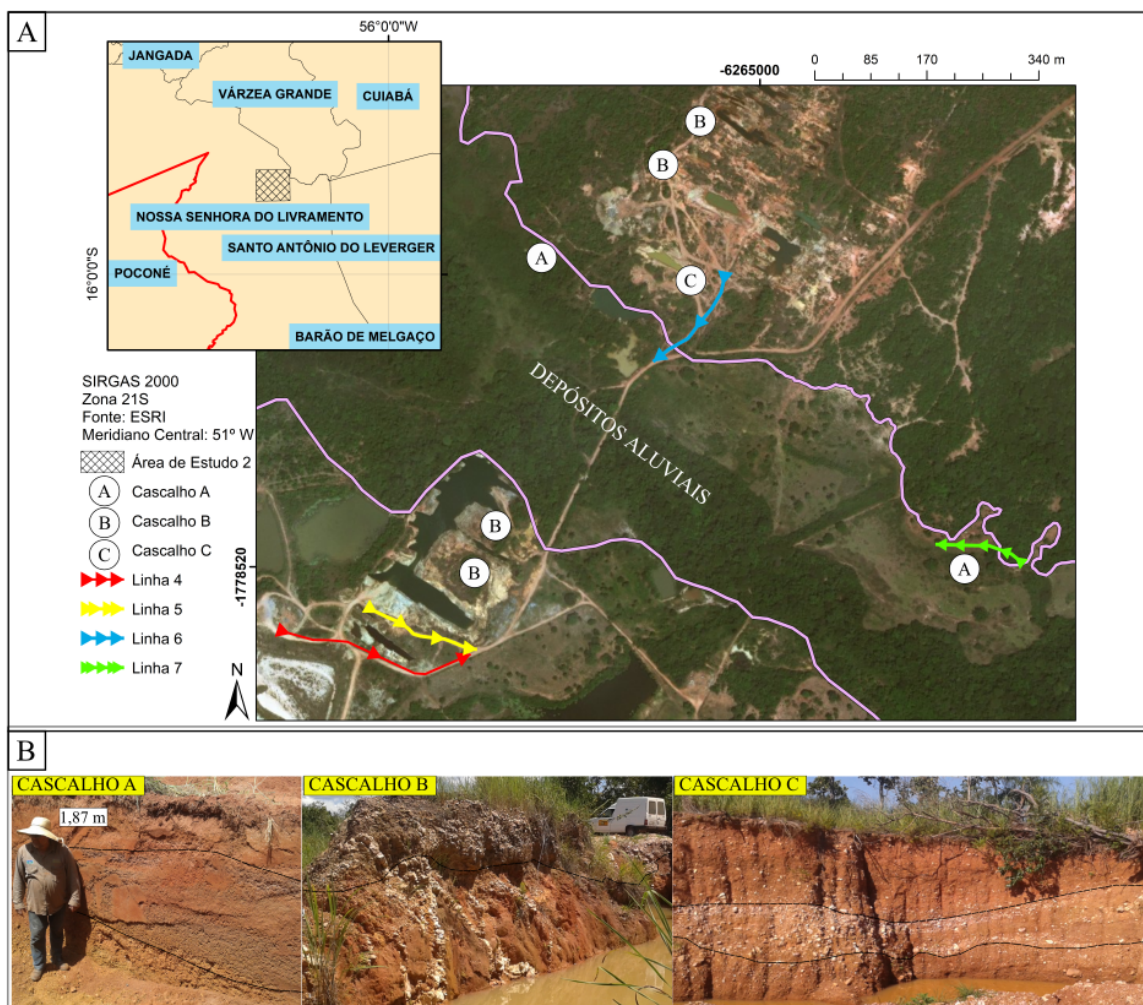 A
56°0'0"W
JANGADA
VÁRZEA GRANDE
CUIABÁ
NOSSA SENHORA DO LIVRAMENTO
SANTO ANTÔNIO DO LEVERGER
POCONÉ
BARÃO DE MELGAÇO
16°0'0"S
-6265000
0 85 170 340 m
SIRGAS 2000
Zona 21S
Fonte: ESRI
Meridiano Central: 51º W
Área de Estudo 2
A Cascalho A
B Cascalho B
C Cascalho C
Linha 4
Linha 5
Linha 6
Linha 7
N
-1778520
B
B
A
C
DEPÓSITOS ALUVIAIS
B
B
A
B
CASCALHO A
1,87 m
CASCALHO B
CASCALHO C